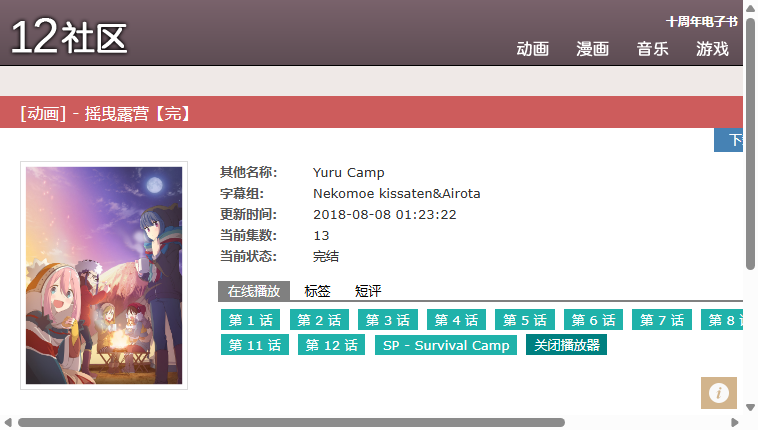 12社区
十周年电子书
动画 漫画 音乐 游戏
[动画] - 摇曳露营【完】
其他名称: Yuru Camp
字幕组: Nekomoe kissaten&Airota
更新时间: 2018-08-08 01:23:22
当前集数: 13
当前状态: 完结
在线播放 标签 短评
第 1 话 第 2 话 第 3 话 第 4 话 第 5 话 第 6 话 第 7 话 第 8
第 11 话 第 12 话 SP - Survival Camp 关闭播放器